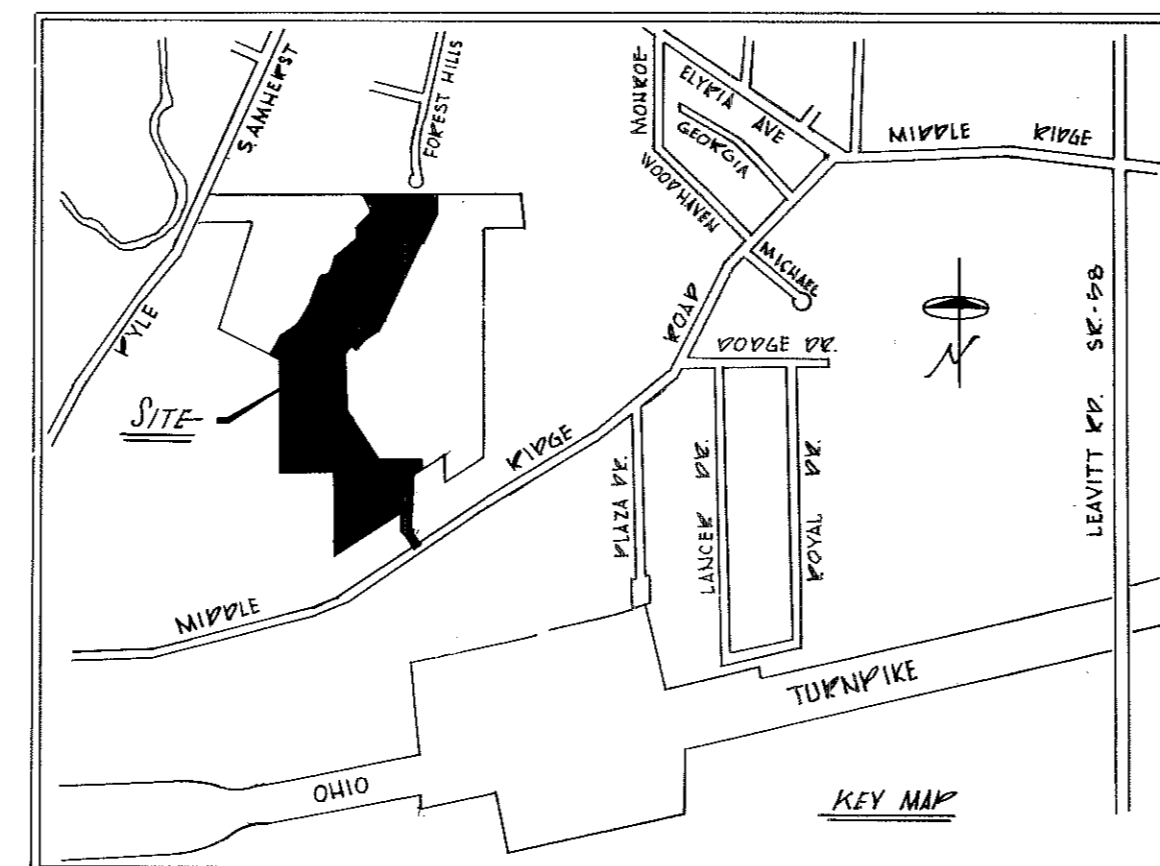 S. AMHERST
FOREST HILLS
MONROE
ELYRIA AVE
GEORGIA
WOODHAVEN
MICHAEL
MIDDLE RIDGE
PYLE
SITE
ROAD
DODGE DR.
N
LEAVITT RD. SR.-58
RIDGE
PLAZA DR.
LANCER DR.
ROYAL DR.
MIDDLE
TURNPIKE
OHIO
KEY MAP